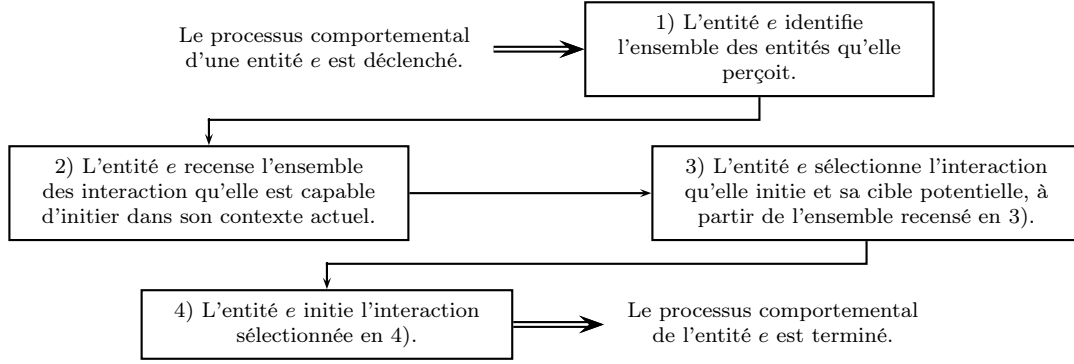 Le processus comportemental
d'une entité e est déclenché.
1) L'entité e identifie
l'ensemble des entités qu'elle
perçoit.
2) L'entité e recense l'ensemble
des interaction qu'elle est capable
d'initier dans son contexte actuel.
3) L'entité e sélectionne l'interaction
qu'elle initie et sa cible potentielle, à
partir de l'ensemble recensé en 3).
4) L'entité e initie l'interaction
sélectionnée en 4).
Le processus comportemental
de l'entité e est terminé.